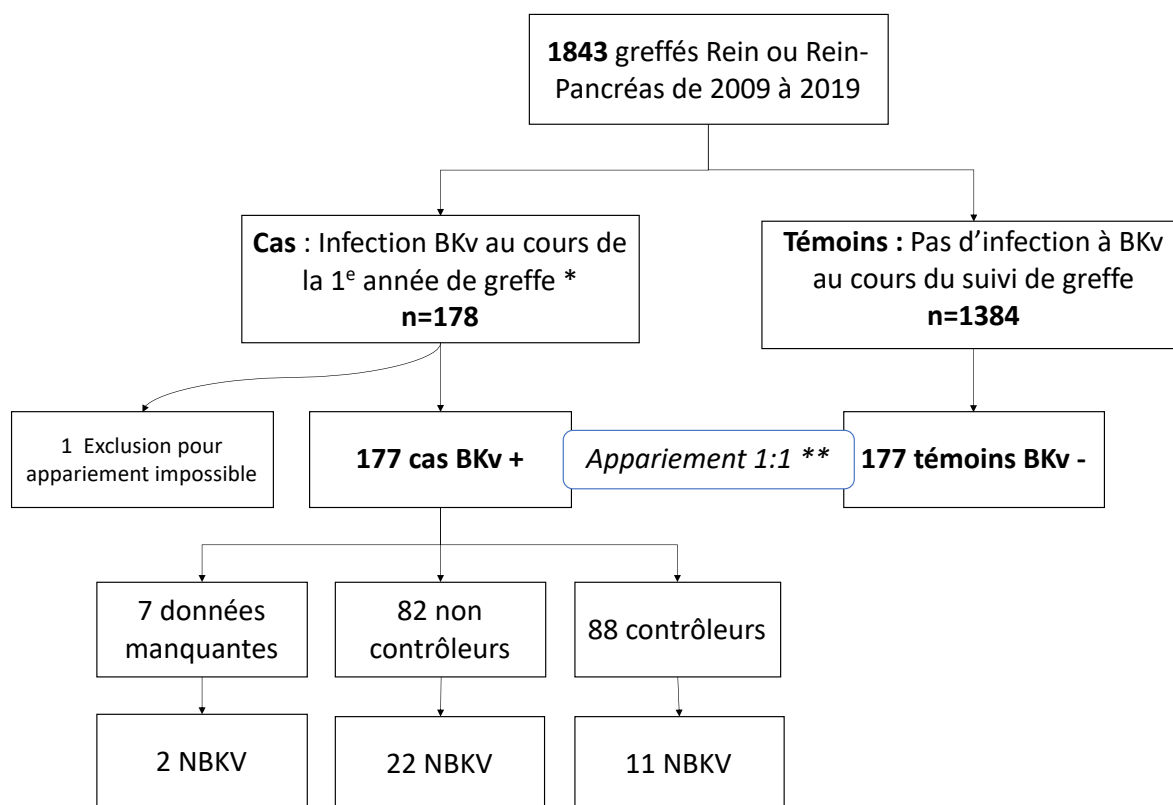 1843 greffés Rein ou Rein-
Pancréas de 2009 à 2019
Cas : Infection BKv au cours de
la 1e année de greffe *
n=178
Témoins : Pas d’infection à BKv
au cours du suivi de greffe
n=1384
1 Exclusion pour
appariement impossible
177 cas BKv +
Appariement 1:1 **
177 témoins BKv -
7 données
manquantes
82 non
contrôleurs
88 contrôleurs
2 NBKV
22 NBKV
11 NBKV